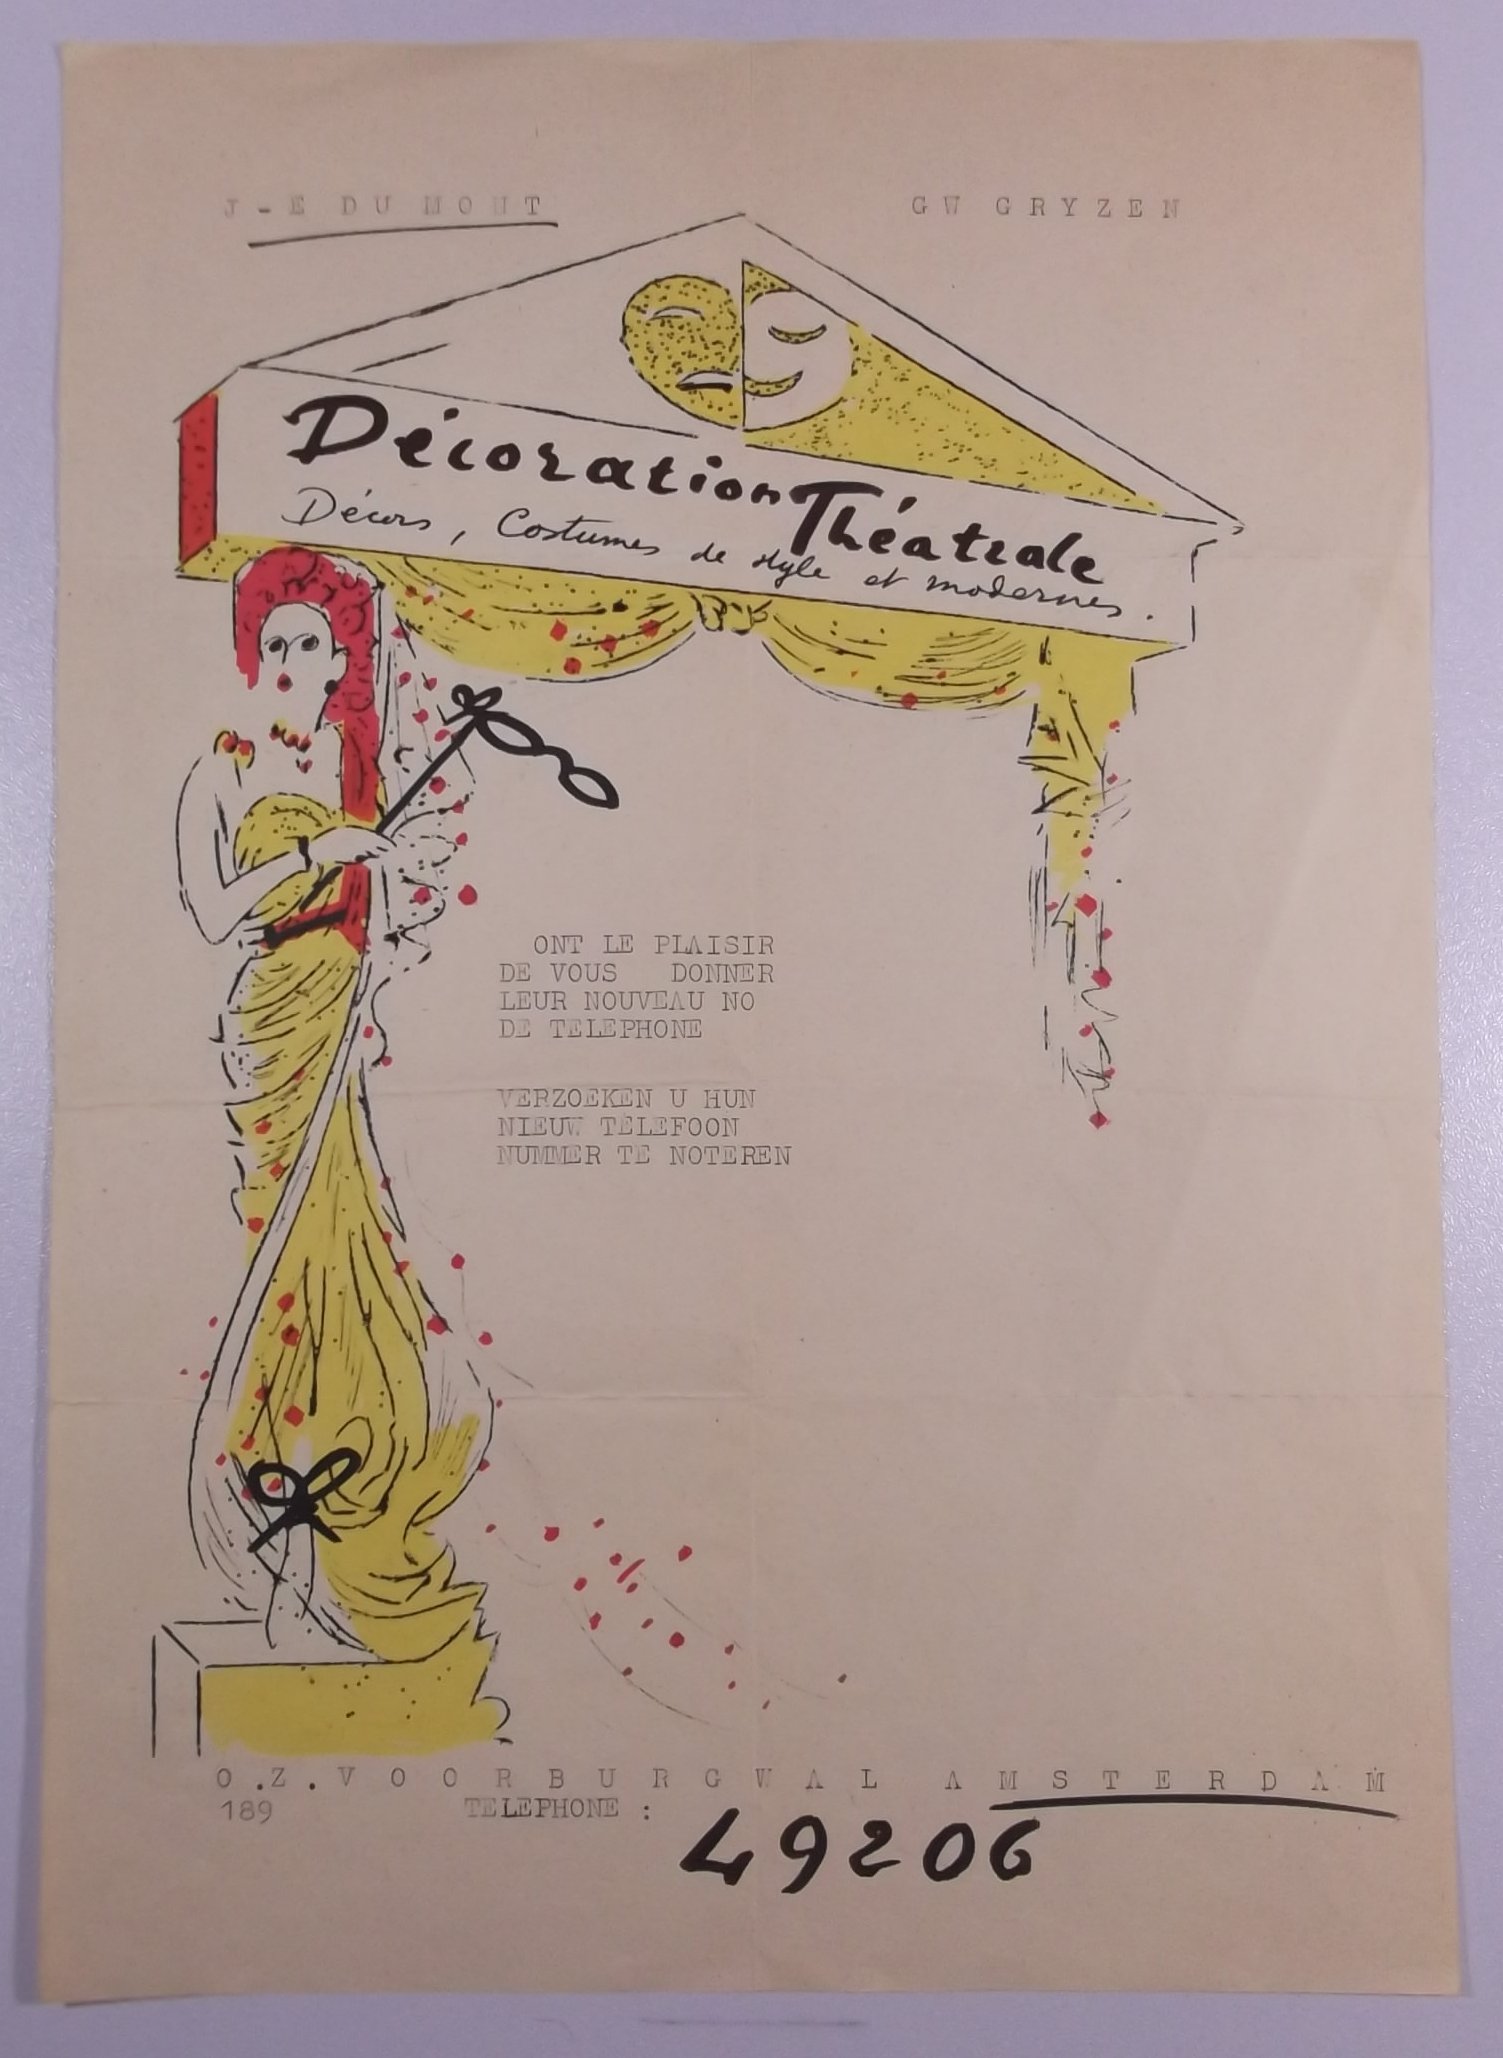 J-E DU MONT
GW GRYZEN
Décoration Théatrale
Décors, Costumes de style et modernes.
ONT LE PLAISIR
DE VOUS DONNER
LEUR NOUVEAU NO
DE TELEPHONE
VERZOEKEN U HUN
NIEUW TELEFOON
NUMMER TE NOTEREN
O.Z.VOORBURGWAL AMSTERDAM
189 TELEPHONE :
49206